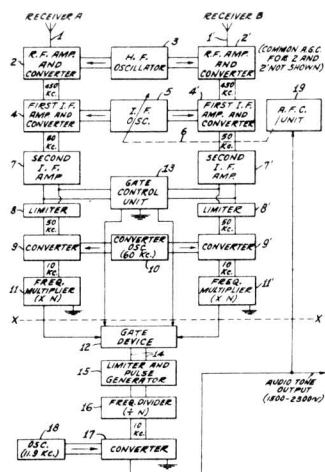 RECEIVER A
RECEIVER B
1
1'
2'
3
R.F. AMP. AND CONVERTER
H. F. OSCILLATOR
R.F. AMP. AND CONVERTER
(COMMON A.G.C. FOR 2 AND 2' NOT SHOWN)
2
450 KC.
450 KC.
5
4'
19
4
FIRST I.F. AMP AND CONVERTER
I. F. OSC.
FIRST I.F. AMP. AND CONVERTER
A.F.C. UNIT
6
50 KC.
7
SECOND I. F. AMP
13
SECOND I. F. AMP
7'
GATE CONTROL UNIT
8
LIMITER
LIMITER
8'
50 KC.
50 KC.
9
CONVERTER
CONVERTER OSC. (60 KC.)
CONVERTER
9'
10
10 KC.
10 KC.
11
FREQ. MULTIPLIER (X N)
FREQ. MULTIPLIER (X N)
11'
X
X
GATE DEVICE
12
14
15
LIMITER AND PULSE GENERATOR
AUDIO TONE OUTPUT (1500-2300~)
16
FREQ. DIVIDER (÷ N)
10 KC.
18
17
OSC. (11.9 KC.)
CONVERTER